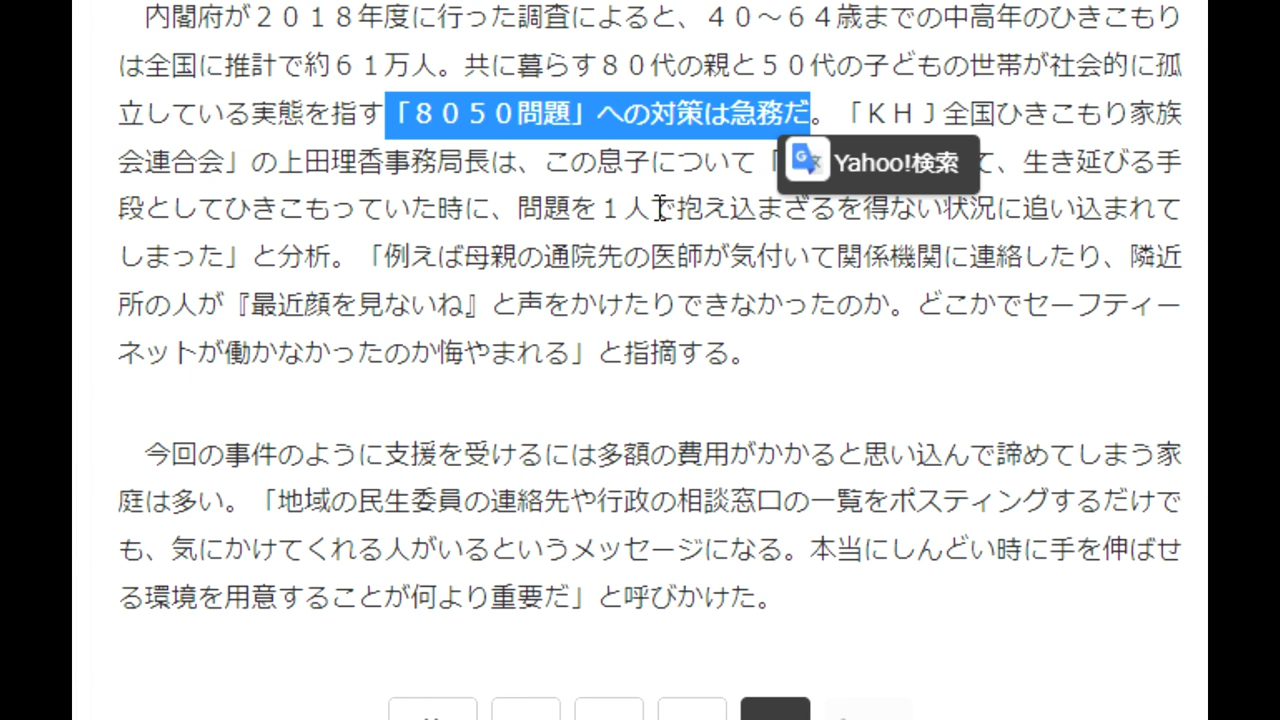 内閣府が２０１８年度に行った調査によると、４０～６４歳までの中高年のひきこもり
は全国に推計で約６１万人。共に暮らす８０代の親と５０代の子どもの世帯が社会的に孤
立している実態を指す「８０５０問題」への対策は急務だ。「ＫＨＪ全国ひきこもり家族
会連合会」の上田理香事務局長は、この息子について「
Yahoo!検索
て、生き延びる手
段としてひきこもっていた時に、問題を１人で抱え込まざるを得ない状況に追い込まれて
しまった」と分析。「例えば母親の通院先の医師が気付いて関係機関に連絡したり、隣近
所の人が『最近顔を見ないね』と声をかけたりできなかったのか。どこかでセーフティー
ネットが働かなかったのか悔やまれる」と指摘する。
今回の事件のように支援を受けるには多額の費用がかかると思い込んで諦めてしまう家
庭は多い。「地域の民生委員の連絡先や行政の相談窓口の一覧をポスティングするだけで
も、気にかけてくれる人がいるというメッセージになる。本当にしんどい時に手を伸ばせ
る環境を用意することが何より重要だ」と呼びかけた。